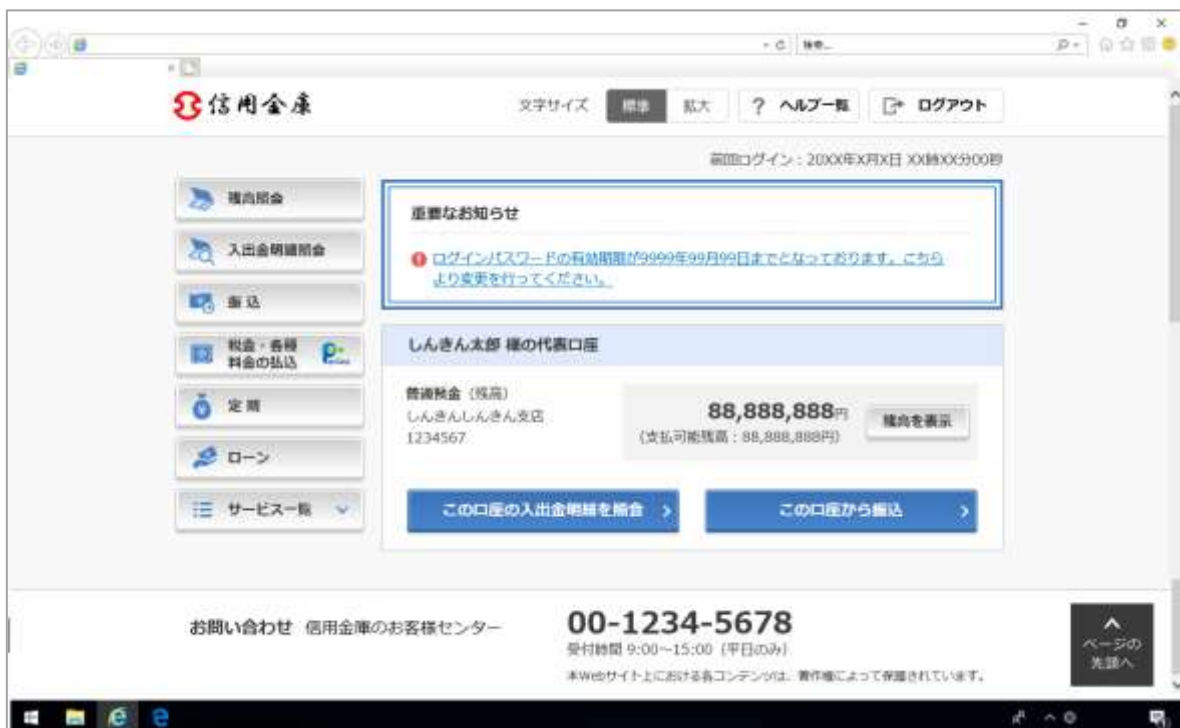 検索...
信用金庫
文字サイズ 標準 拡大 ? ヘルプ一覧 ログアウト
前回ログイン：20XX年X月X日 XX時XX分00秒
残高照会
入出金明細照会
振込
税金・各種
料金の払込
定期
ローン
サービス一覧
重要なお知らせ
ログインパスワードの有効期限が9999年99月99日までとなっております。こちら
より変更を行ってください。
しんきん太郎 様の代表口座
普通預金（残高）
しんきんしんきん支店
1234567
88,888,888円
（支払可能残高：88,888,888円）
残高を表示
この口座の入出金明細を照会
この口座から振込
お問い合わせ 信用金庫のお客様センター
00-1234-5678
受付時間 9:00～15:00（平日のみ）
本Webサイト上における各コンテンツは、著作権によって保護されています。
ページの
先頭へ